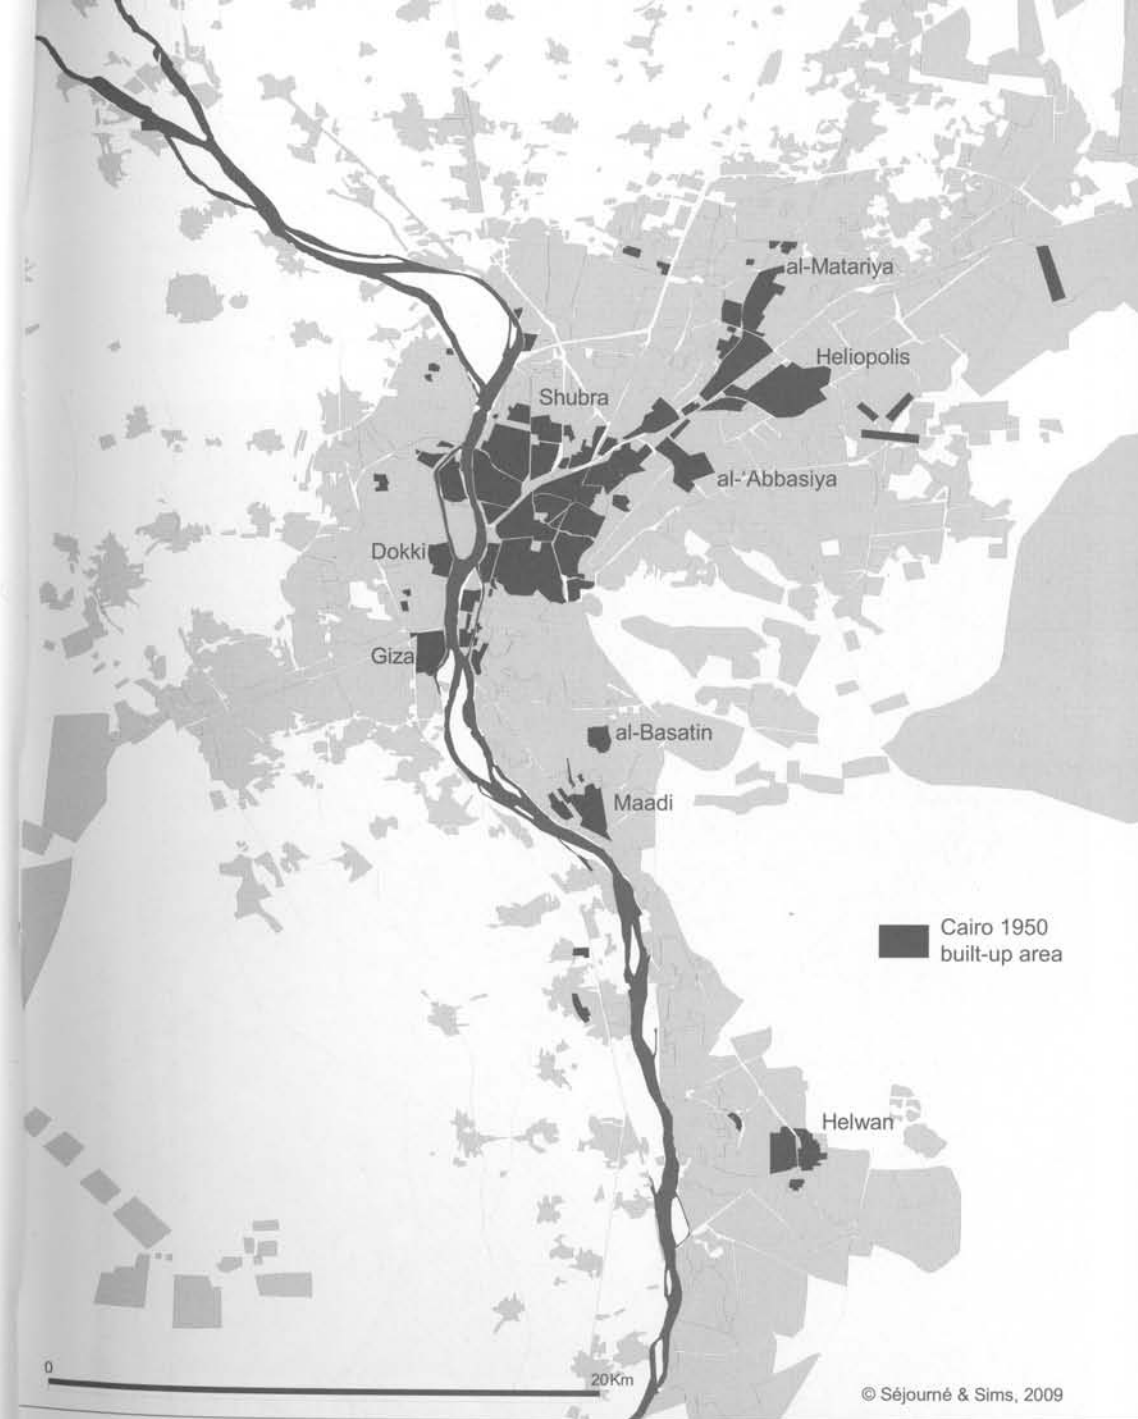 al-Matariya
Heliopolis
Shubra
al-‘Abbasiya
Dokki
Giza
al-Basatin
Maadi
Cairo 1950
built-up area
Helwan
0
20Km
© Séjourné & Sims, 2009